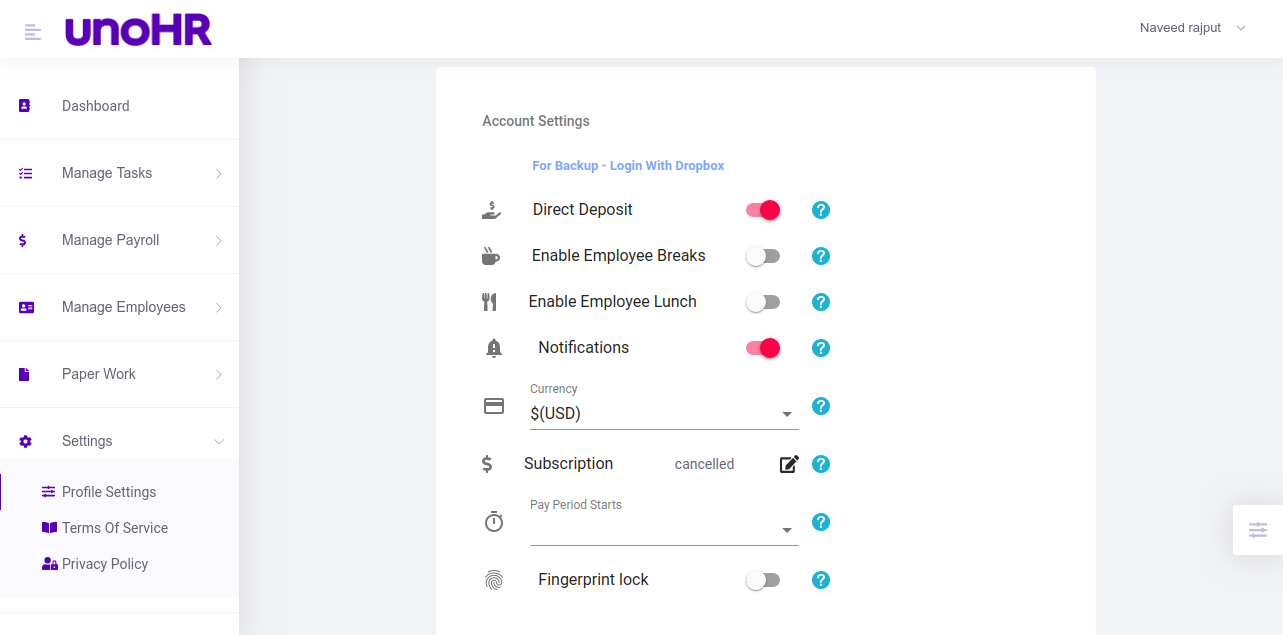 unoHR
Naveed rajput
Dashboard
Manage Tasks
Manage Payroll
Manage Employees
Paper Work
Settings
Profile Settings
Terms Of Service
Privacy Policy
Account Settings
For Backup - Login With Dropbox
Direct Deposit
Enable Employee Breaks
Enable Employee Lunch
Notifications
Currency
$(USD)
Subscription cancelled
Pay Period Starts
Fingerprint lock